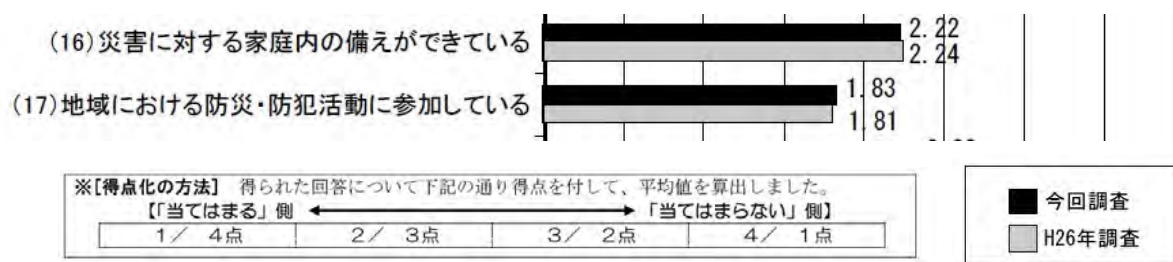 (16)災害に対する家庭内の備えができている
2.22
2.24
(17)地域における防災・防犯活動に参加している
1.83
1.81
※[得点化の方法] 得られた回答について下記の通り得点を付して、平均値を算出しました。
【「当てはまる」側 「当てはまらない」側】
1/ 4点 2/ 3点 3/ 2点 4/ 1点
今回調査
H26年調査